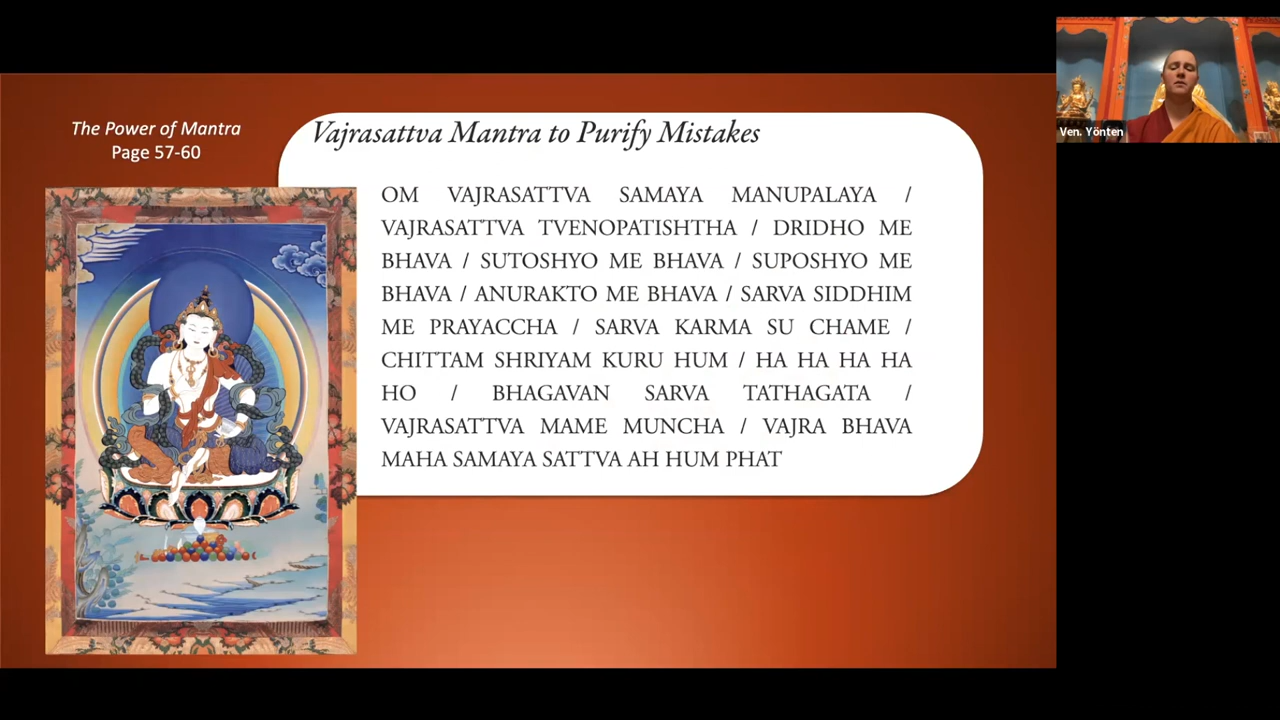 The Power of Mantra
Page 57-60
Vajrasattva Mantra to Purify Mistakes
OM VAJRASATTVA SAMAYA MANUPALAYA /
VAJRASATTVA TVENOPATISHTHA / DRIDHO ME
BHAVA / SUTOSHYO ME BHAVA / SUPOSHYO ME
BHAVA / ANURAKTO ME BHAVA / SARVA SIDDHIM
ME PRAYACCHA / SARVA KARMA SU CHAME /
CHITTAM SHRIYAM KURU HUM / HA HA HA HA
HO / BHAGAVAN SARVA TATHAGATA /
VAJRASATTVA MAME MUNCHA / VAJRA BHAVA
MAHA SAMAYA SATTVA AH HUM PHAT
Ven. Yönten